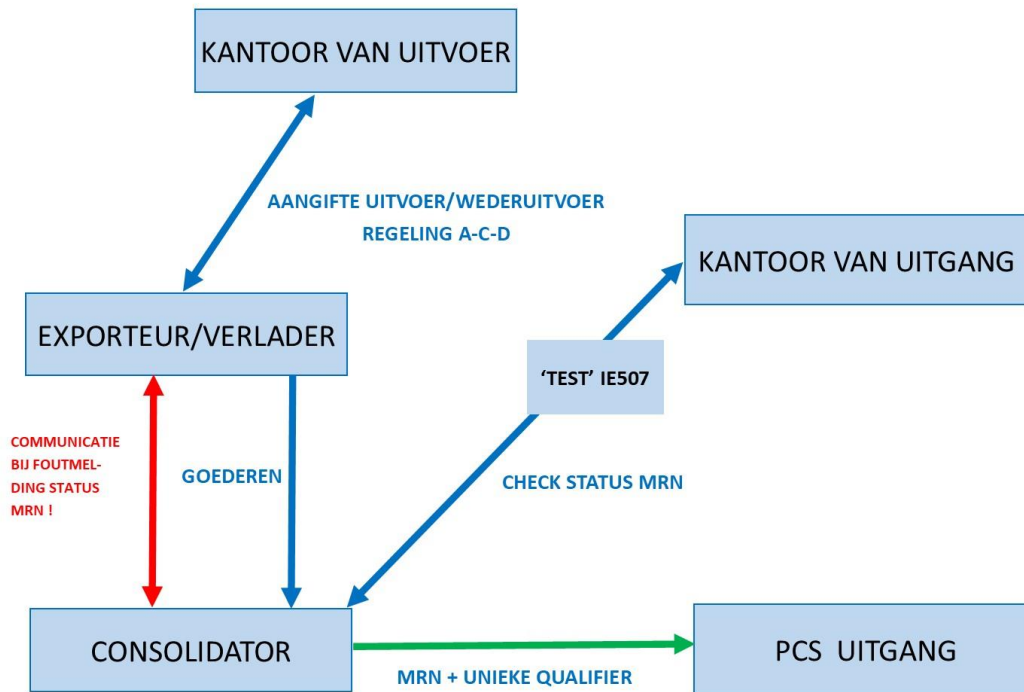 KANTOOR VAN UITVOER
AANGIFTE UITVOER/WEDERUITVOER
REGELING A-C-D
KANTOOR VAN UITGANG
EXPORTEUR/VERLADER
‘TEST’ IE507
COMMUNICATIE
BIJ FOUTMEL-
DING STATUS
MRN !
GOEDEREN
CHECK STATUS MRN
CONSOLIDATOR
PCS UITGANG
MRN + UNIEKE QUALIFIER